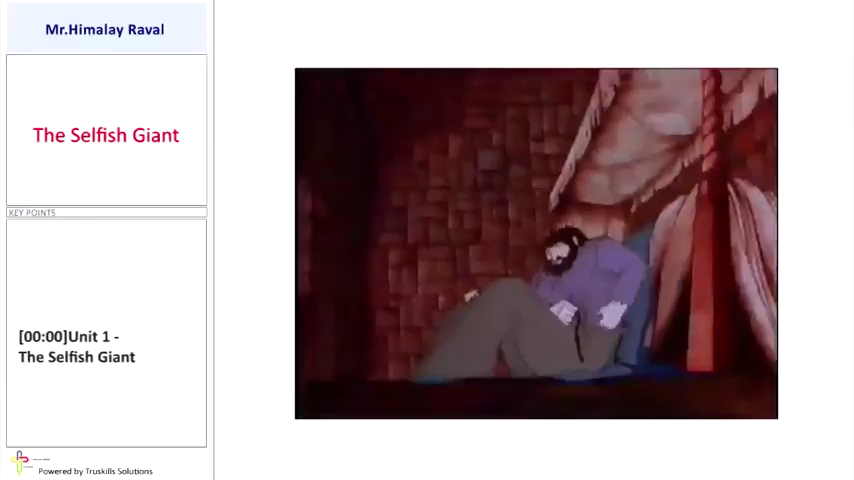 Mr.Himalay Raval
The Selfish Giant
KEY POINTS
[00:00]Unit 1 -
The Selfish Giant
Powered by Truskills Solutions